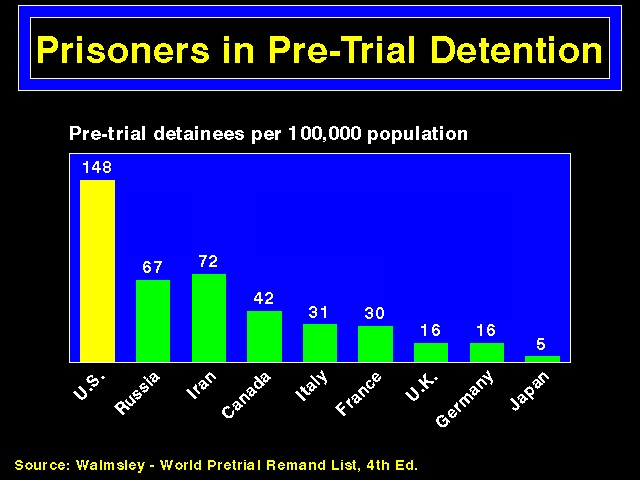 Prisoners in Pre-Trial Detention
Pre-trial detainees per 100,000 population
148
67
72
42
31
30
16
16
5
U.S.
Russia
Iran
Canada
Italy
France
U.K.
Germany
Japan
Source: Walmsley - World Pretrial Remand List, 4th Ed.